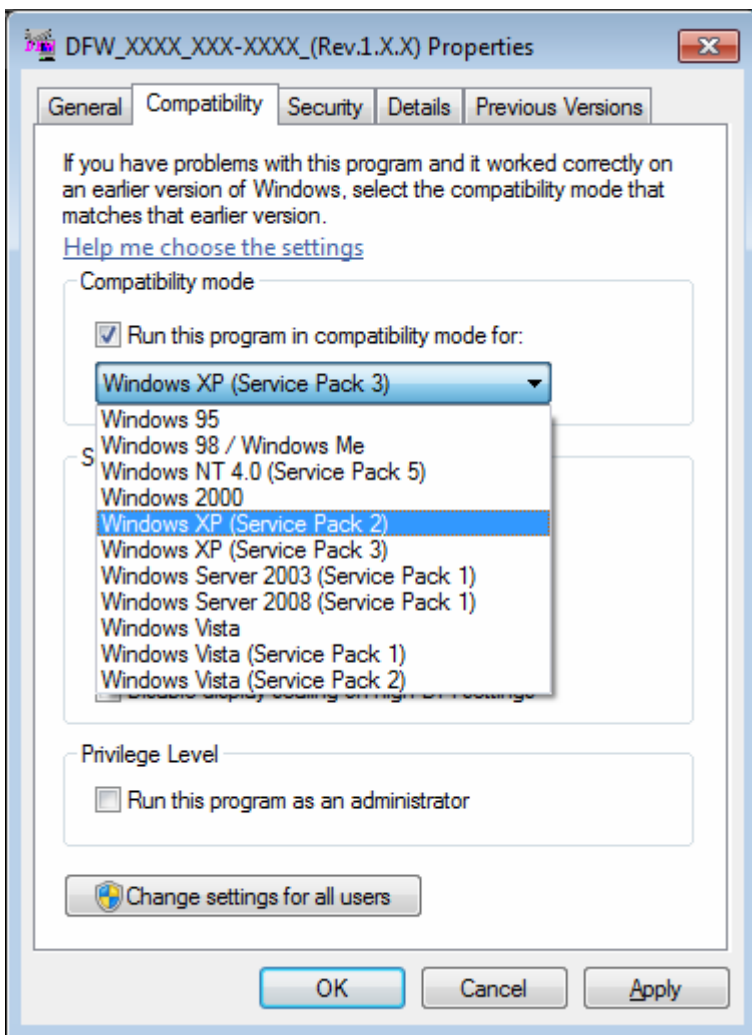 DFW_XXXX_XXX-XXXX_(Rev.1.X.X) Properties
General Compatibility Security Details Previous Versions
If you have problems with this program and it worked correctly on
an earlier version of Windows, select the compatibility mode that
matches that earlier version.
Help me choose the settings
Compatibility mode
Run this program in compatibility mode for:
Windows XP (Service Pack 3)
Windows 95
Windows 98 / Windows Me
Windows NT 4.0 (Service Pack 5)
Windows 2000
Windows XP (Service Pack 2)
Windows XP (Service Pack 3)
Windows Server 2003 (Service Pack 1)
Windows Server 2008 (Service Pack 1)
Windows Vista
Windows Vista (Service Pack 1)
Windows Vista (Service Pack 2)
Privilege Level
Run this program as an administrator
Change settings for all users
OK Cancel Apply